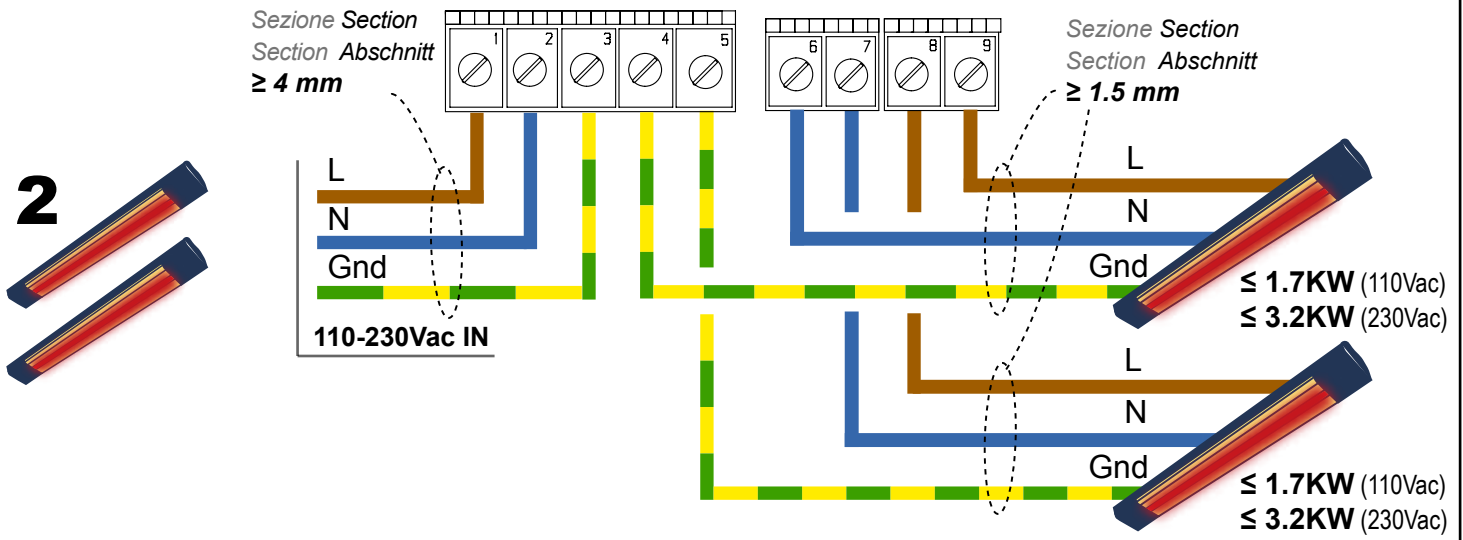 Sezione Section
Section Abschnitt
≥ 4 mm
1 2 3 4 5
6 7 8 9
Sezione Section
Section Abschnitt
≥ 1.5 mm
2
L
N
Gnd
110-230Vac IN
L
N
Gnd
≤ 1.7KW (110Vac)
≤ 3.2KW (230Vac)
L
N
Gnd
≤ 1.7KW (110Vac)
≤ 3.2KW (230Vac)